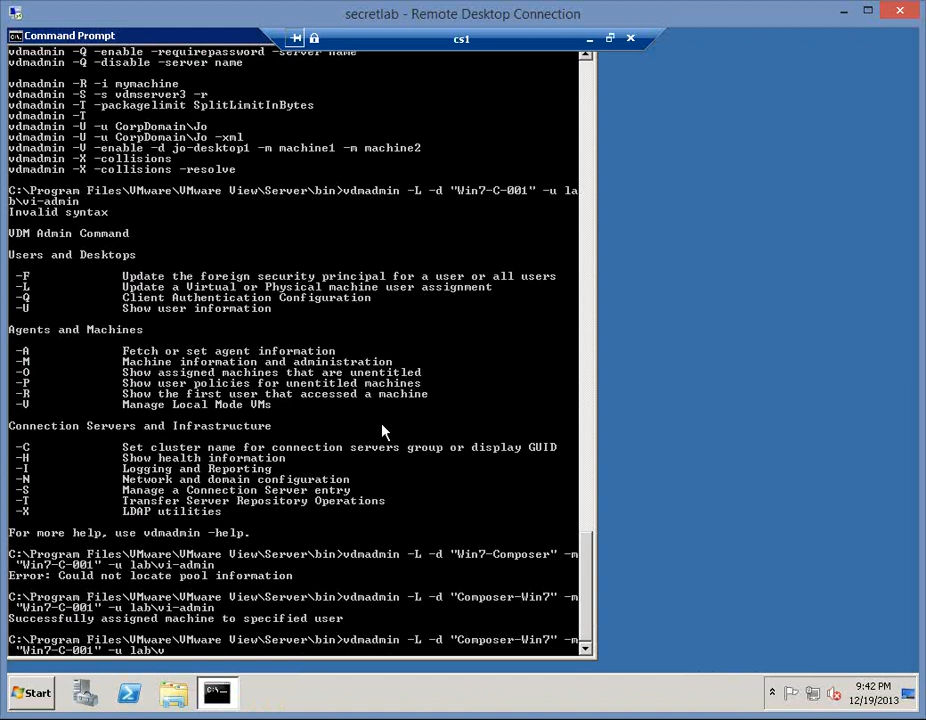 secretlab - Remote Desktop Connection
Command Prompt
cs1
vdmadmin -Q -enable -requirepassword -server name
vdmadmin -Q -disable -server name
vdmadmin -R -i mymachine
vdmadmin -S -s vdmserver3 -r
vdmadmin -T -packagelimit SplitLimitInBytes
vdmadmin -T
vdmadmin -U -u CorpDomain\Jo
vdmadmin -U -u CorpDomain\Jo -xml
vdmadmin -V -enable -d jo-desktop1 -m machine1 -m machine2
vdmadmin -X -collisions
vdmadmin -X -collisions -resolve
C:\Program Files\VMware\VMware View\Server\bin>vdmadmin -L -d "Win7-C-001" -u la
b\vi-admin
Invalid syntax
VDM Admin Command
Users and Desktops
-F Update the foreign security principal for a user or all users
-L Update a Virtual or Physical machine user assignment
-Q Client Authentication Configuration
-U Show user information
Agents and Machines
-A Fetch or set agent information
-M Machine information and administration
-O Show assigned machines that are unentitled
-P Show user policies for unentitled machines
-R Show the first user that accessed a machine
-V Manage Local Mode VMs
Connection Servers and Infrastructure
-C Set cluster name for connection servers group or display GUID
-H Show health information
-I Logging and Reporting
-N Network and domain configuration
-S Manage a Connection Server entry
-T Transfer Server Repository Operations
-X LDAP utilities
For more help, use vdmadmin -help.
C:\Program Files\VMware\VMware View\Server\bin>vdmadmin -L -d "Win7-Composer" -m
"Win7-C-001" -u lab\vi-admin
Error: Could not locate pool information
C:\Program Files\VMware\VMware View\Server\bin>vdmadmin -L -d "Composer-Win7" -m
"Win7-C-001" -u lab\vi-admin
Successfully assigned machine to specified user
C:\Program Files\VMware\VMware View\Server\bin>vdmadmin -L -d "Composer-Win7" -m
"Win7-C-001" -u lab\v
Start
9:42 PM
12/19/2013